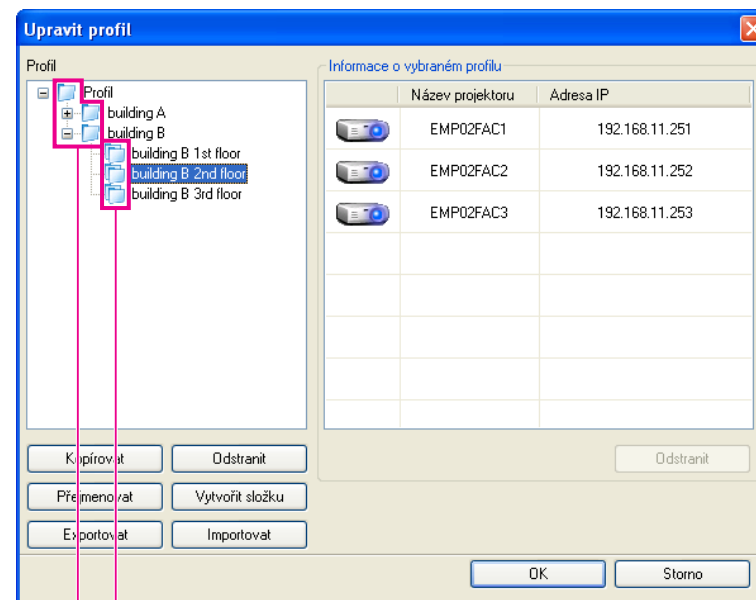 Upravit profil
Profil
Profil
building A
building B
building B 1st floor
building B 2nd floor
building B 3rd floor
Kopírovat Odstranit
Přejmenovat Vytvořit složku
Exportovat Importovat
Informace o vybraném profilu
Název projektoru Adresa IP
EMP02FAC1 192.168.11.251
EMP02FAC2 192.168.11.252
EMP02FAC3 192.168.11.253
Odstranit
OK Storno